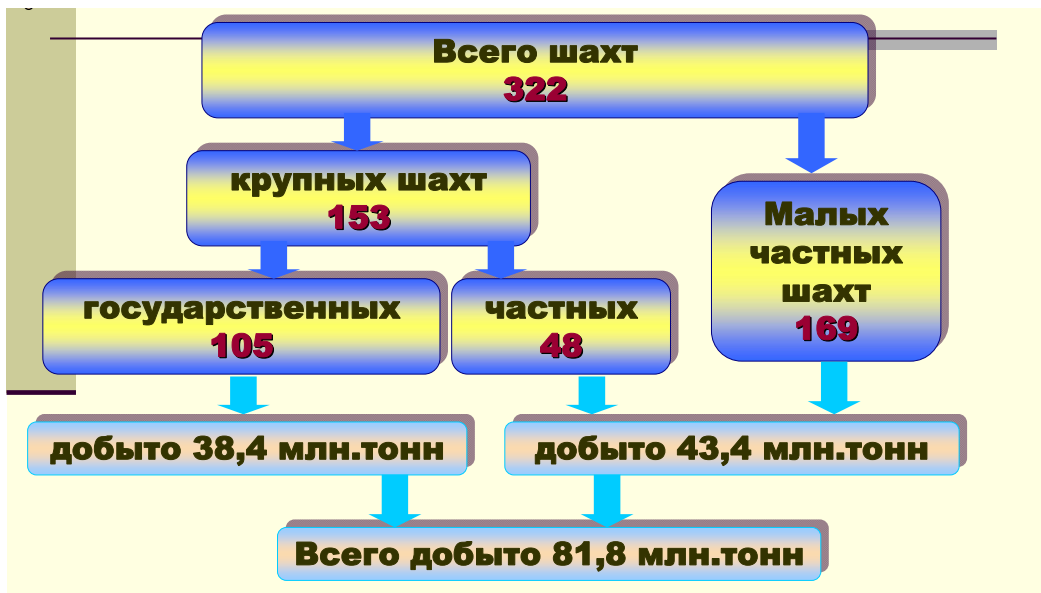 Всего шахт
322
крупных шахт
153
Малых
частных
шахт
169
государственных
105
частных
48
добыто 38,4 млн.тонн
добыто 43,4 млн.тонн
Всего добыто 81,8 млн.тонн